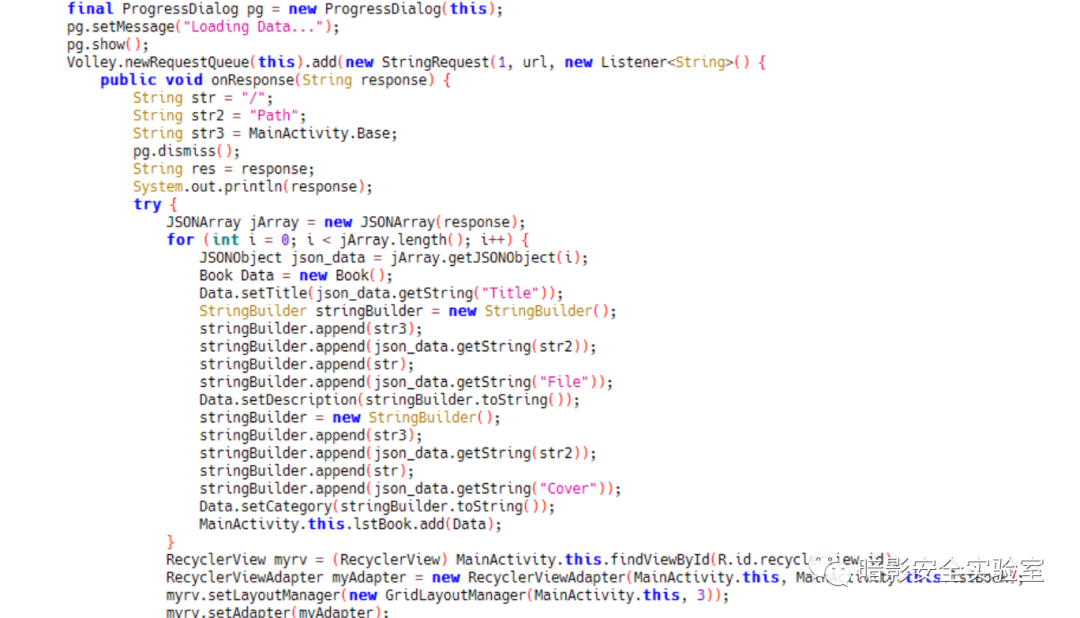 final ProgressDialog pg = new ProgressDialog(this);
pg.setMessage("Loading Data...");
pg.show();
Volley.newRequestQueue(this).add(new StringRequest(1, url, new Listener<String>() {
public void onResponse(String response) {
String str = "/";
String str2 = "Path";
String str3 = MainActivity.Base;
pg.dismiss();
String res = response;
System.out.println(response);
try {
JSONArray jArray = new JSONArray(response);
for (int i = 0; i < jArray.length(); i++) {
JSONObject json_data = jArray.getJSONObject(i);
Book Data = new Book();
Data.setTitle(json_data.getString("Title"));
StringBuilder stringBuilder = new StringBuilder();
stringBuilder.append(str3);
stringBuilder.append(json_data.getString(str2));
stringBuilder.append(str);
stringBuilder.append(json_data.getString("File"));
Data.setDescription(stringBuilder.toString());
stringBuilder = new StringBuilder();
stringBuilder.append(str3);
stringBuilder.append(json_data.getString(str2));
stringBuilder.append(str);
stringBuilder.append(json_data.getString("Cover"));
Data.setCategory(stringBuilder.toString());
MainActivity.this.lstBook.add(Data);
}
RecyclerView myrv = (RecyclerView) MainActivity.this.findViewById(R.id.recyclerview_id);
RecyclerViewAdapter myAdapter = new RecyclerViewAdapter(MainActivity.this, MainActivity.this.lstBook);
暗影安全实验室
myrv.setLayoutManager(new GridLayoutManager(MainActivity.this, 3));
myrv.setAdapter(myAdapter);